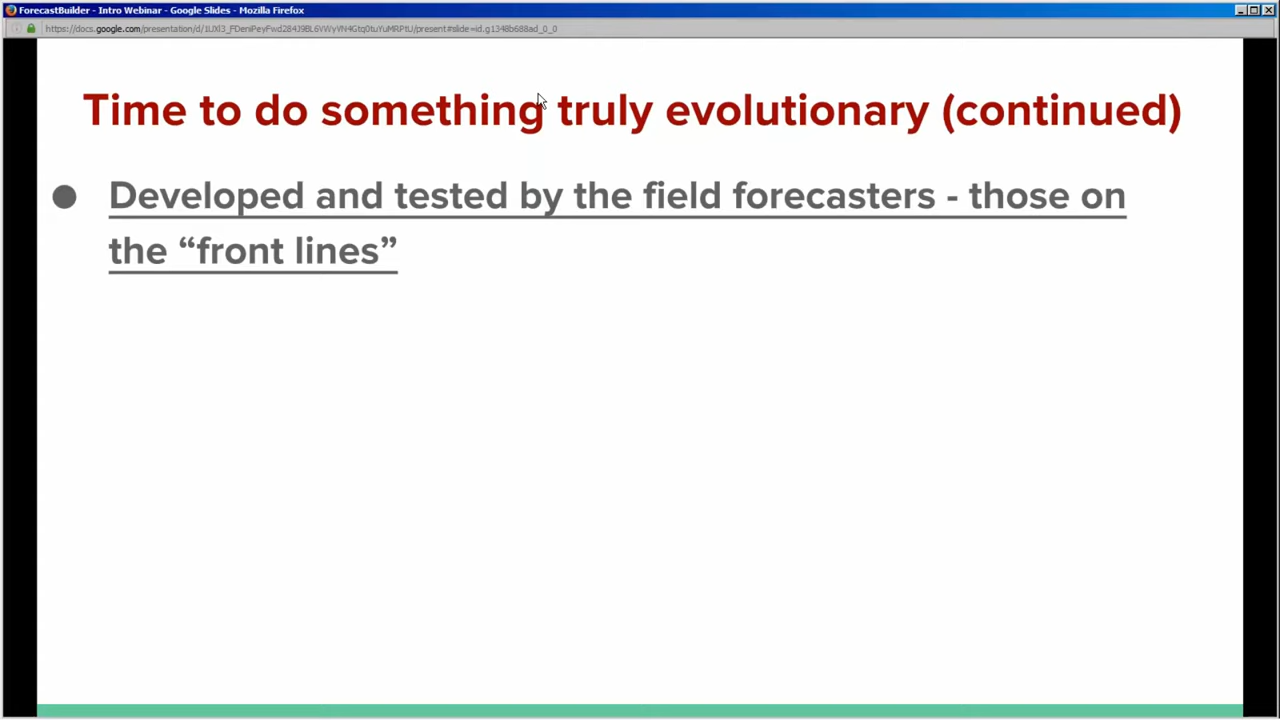 ForecastBuilder - Intro Webinar - Google Slides - Mozilla Firefox
Time to do something truly evolutionary (continued)
● Developed and tested by the field forecasters - those on
the “front lines”